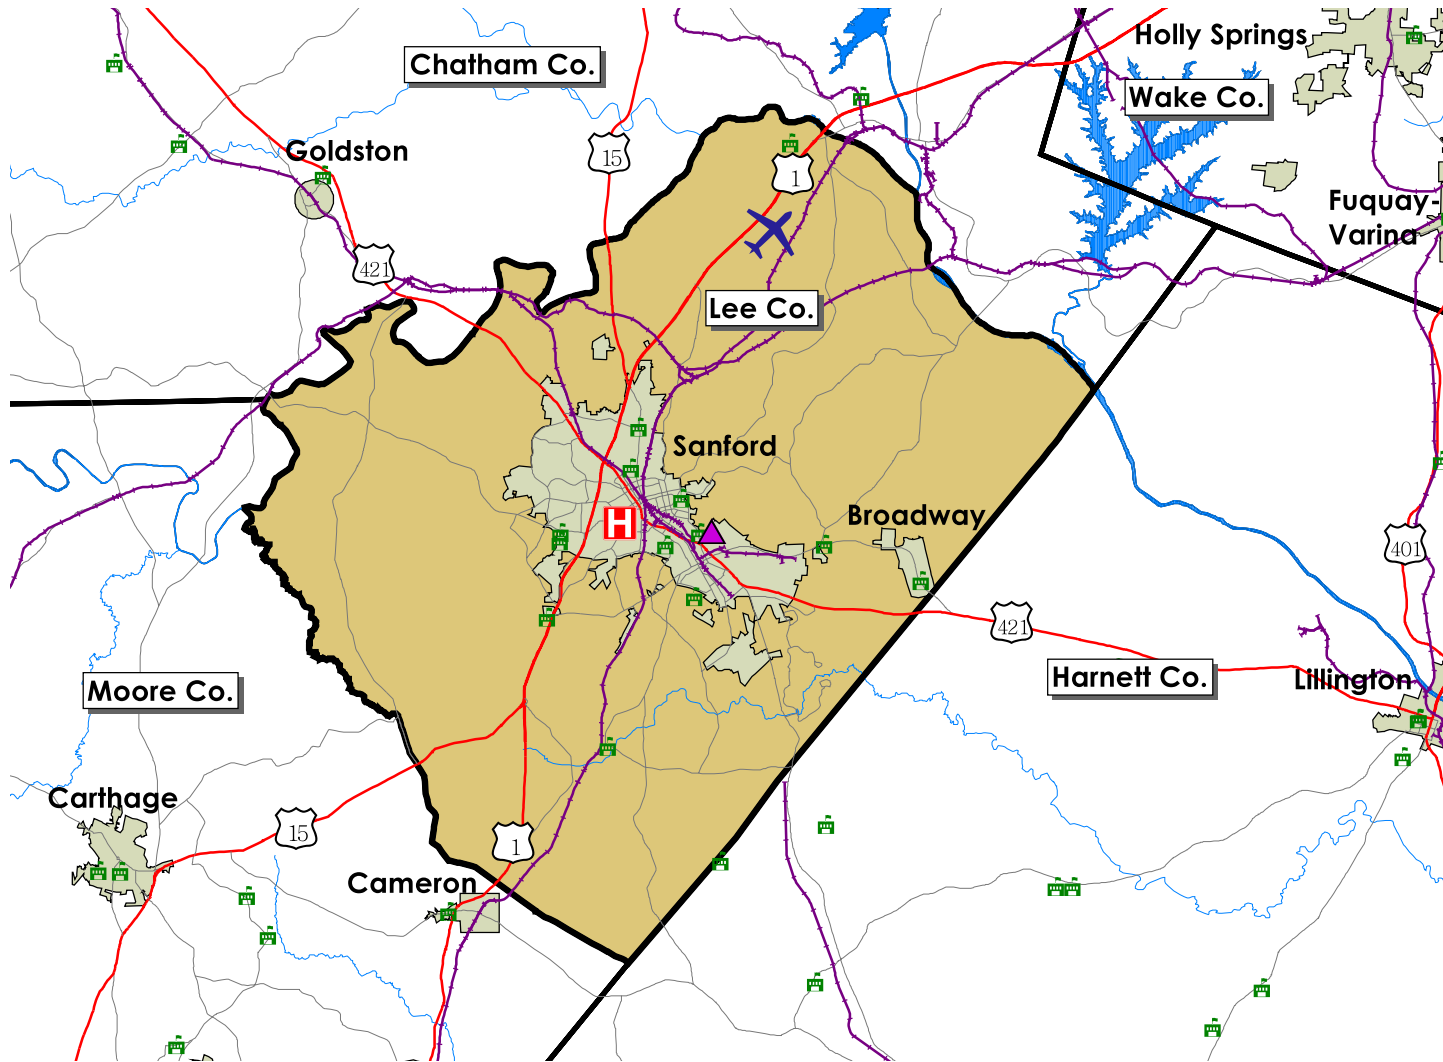 Holly Springs
Chatham Co.
Wake Co.
Goldston
15
1
Fuquay-
Varina
421
Lee Co.
Sanford
Broadway
H
401
421
Harnett Co.
Lillington
Moore Co.
Carthage
15
1
Cameron